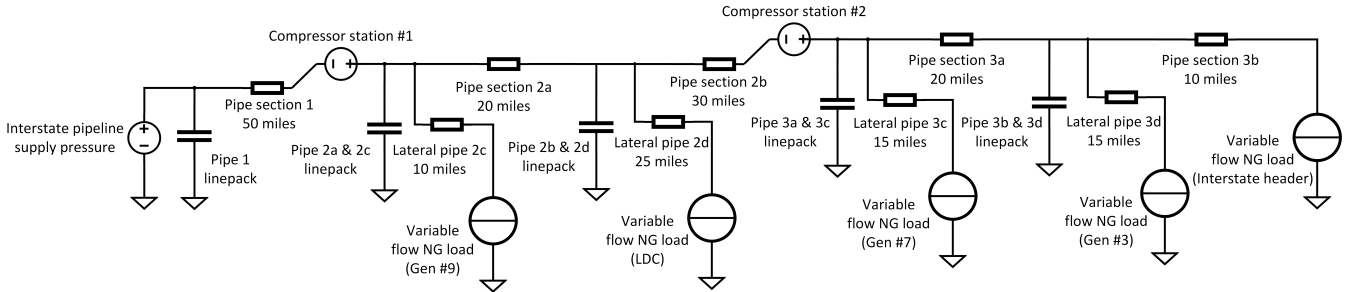 Compressor station #2
Compressor station #1
Pipe section 1
50 miles
Pipe section 2a
20 miles
Pipe section 2b
30 miles
Pipe section 3a
20 miles
Pipe section 3b
10 miles
Interstate pipeline
supply pressure
+
−
Pipe 1
linepack
Pipe 2a & 2c
linepack
Lateral pipe 2c
10 miles
Pipe 2b & 2d
linepack
Lateral pipe 2d
25 miles
Pipe 3a & 3c
linepack
Lateral pipe 3c
15 miles
Pipe 3b & 3d
linepack
Lateral pipe 3d
15 miles
Variable
flow NG load
(Interstate header)
Variable
flow NG load
(Gen #9)
Variable
flow NG load
(LDC)
Variable
flow NG load
(Gen #7)
Variable
flow NG load
(Gen #3)